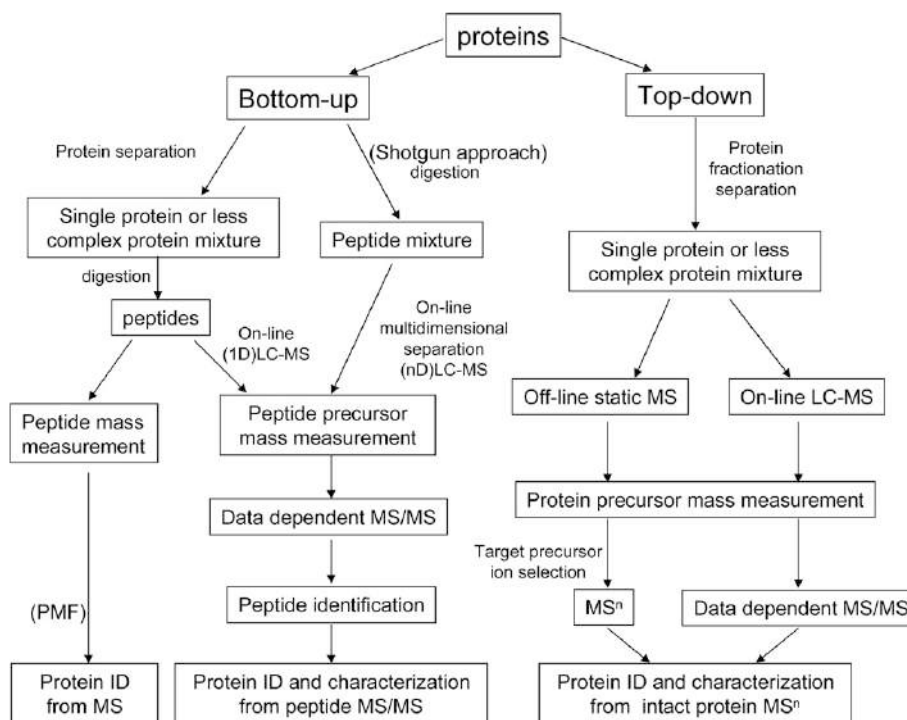 proteins
Bottom-up
Top-down
Protein separation
(Shotgun approach)
digestion
Protein
fractionation
separation
Single protein or less
complex protein mixture
Peptide mixture
Single protein or less
complex protein mixture
digestion
peptides
On-line
(1D)LC-MS
On-line
multidimensional
separation
(nD)LC-MS
Off-line static MS
On-line LC-MS
Peptide mass
measurement
Peptide precursor
mass measurement
Protein precursor mass measurement
Data dependent MS/MS
Target precursor
ion selection
(PMF)
Peptide identification
MSⁿ
Data dependent MS/MS
Protein ID
from MS
Protein ID and characterization
from peptide MS/MS
Protein ID and characterization
from intact protein MSⁿ